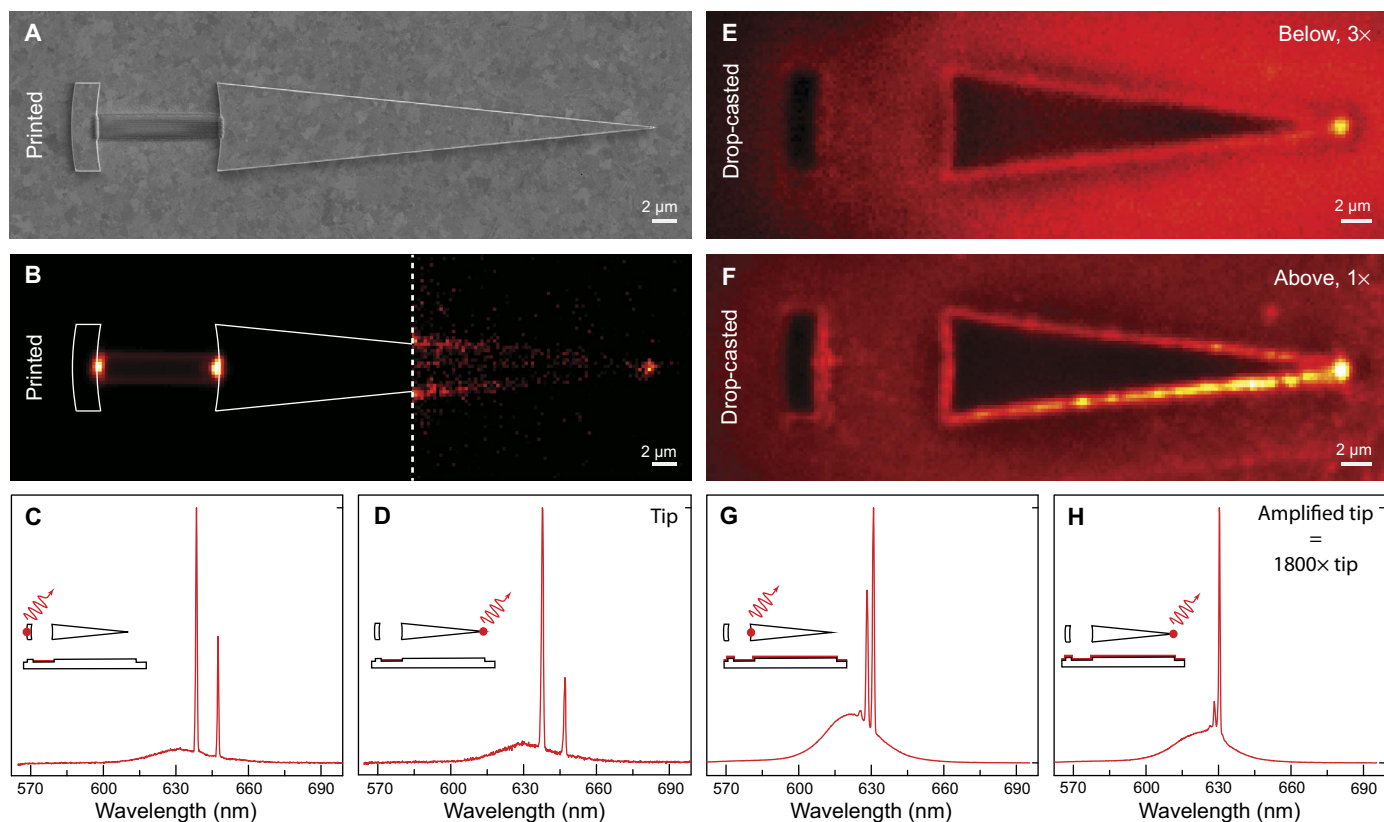 A
Printed
2 µm
B
Printed
2 µm
C
570 600 630 660 690
Wavelength (nm)
D
Tip
570 600 630 660 690
Wavelength (nm)
E
Below, 3×
Drop-casted
2 µm
F
Above, 1×
Drop-casted
2 µm
G
570 600 630 660 690
Wavelength (nm)
H
Amplified tip
=
1800× tip
570 600 630 660 690
Wavelength (nm)